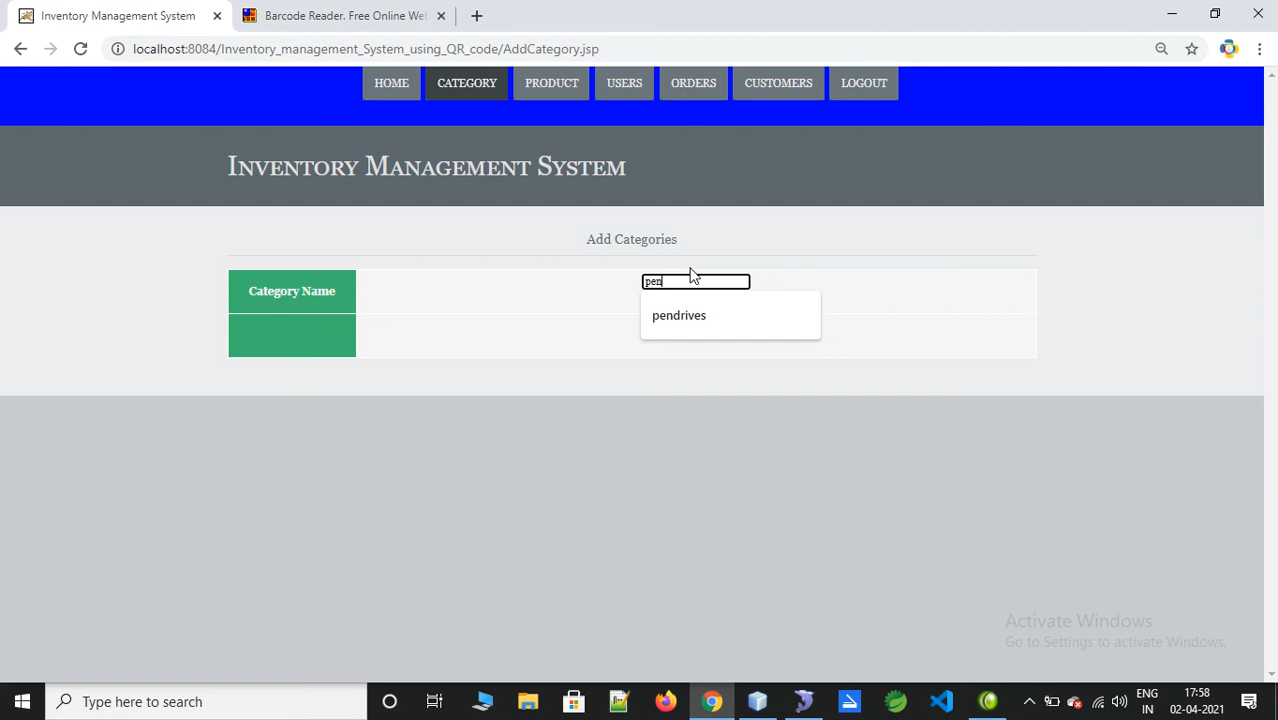 Inventory Management System
Barcode Reader. Free Online Web
localhost:8084/Inventory_management_System_using_QR_code/AddCategory.jsp
HOME CATEGORY PRODUCT USERS ORDERS CUSTOMERS LOGOUT
Inventory Management System
Add Categories
Category Name pen
pendrives
Activate Windows
Go to Settings to activate Windows.
Type here to search
ENG 17:58
IN 02-04-2021